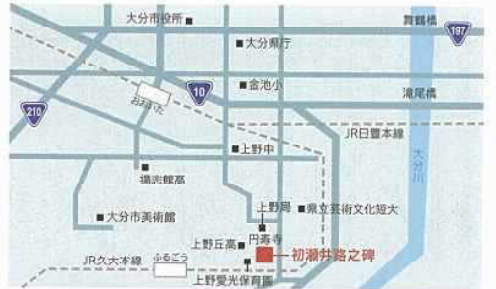 大分市役所
舞鶴橋
197
大分県庁
金池小
滝尾橋
10
おおいた
210
JR日豊本線
上野中
大分川
大分市美術館
上野局
県立芸術文化短大
円寿寺
上野丘高
初瀬井路之碑
JR久大本線
ふるごう
上野愛光保育園